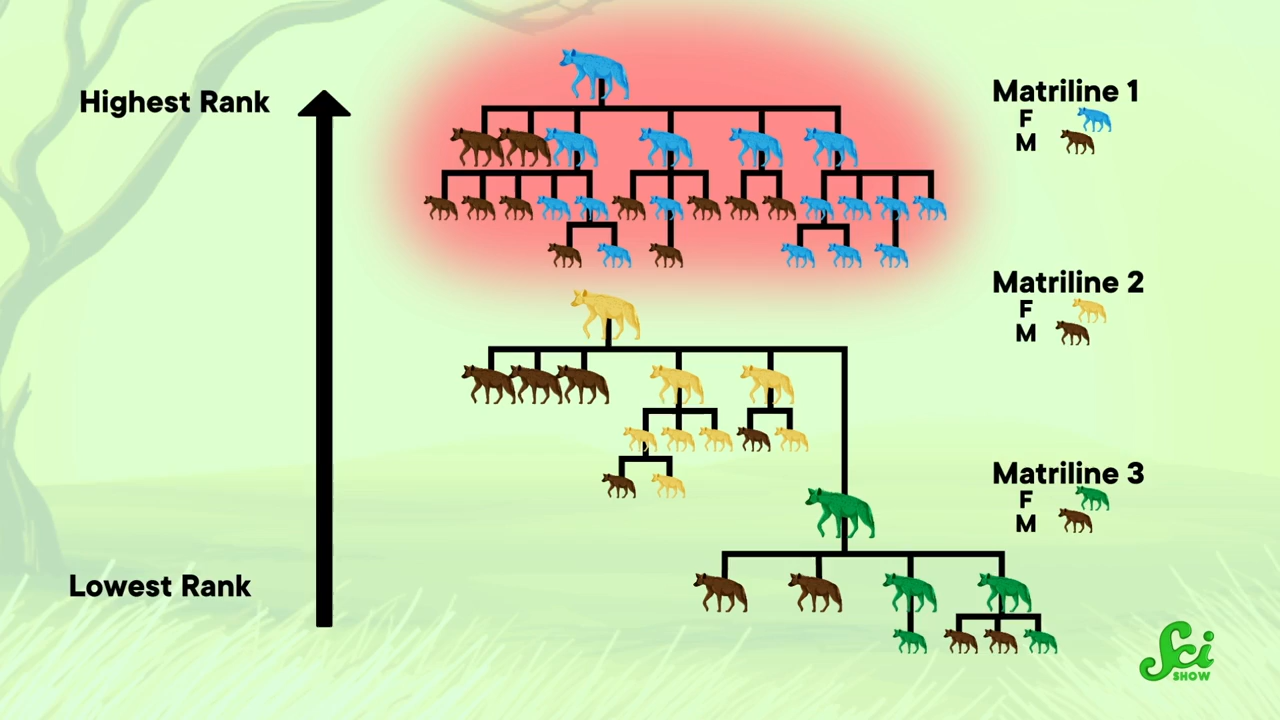 Highest Rank
Matriline 1
F
M
Matriline 2
F
M
Matriline 3
F
M
Lowest Rank
Sci
SHOW